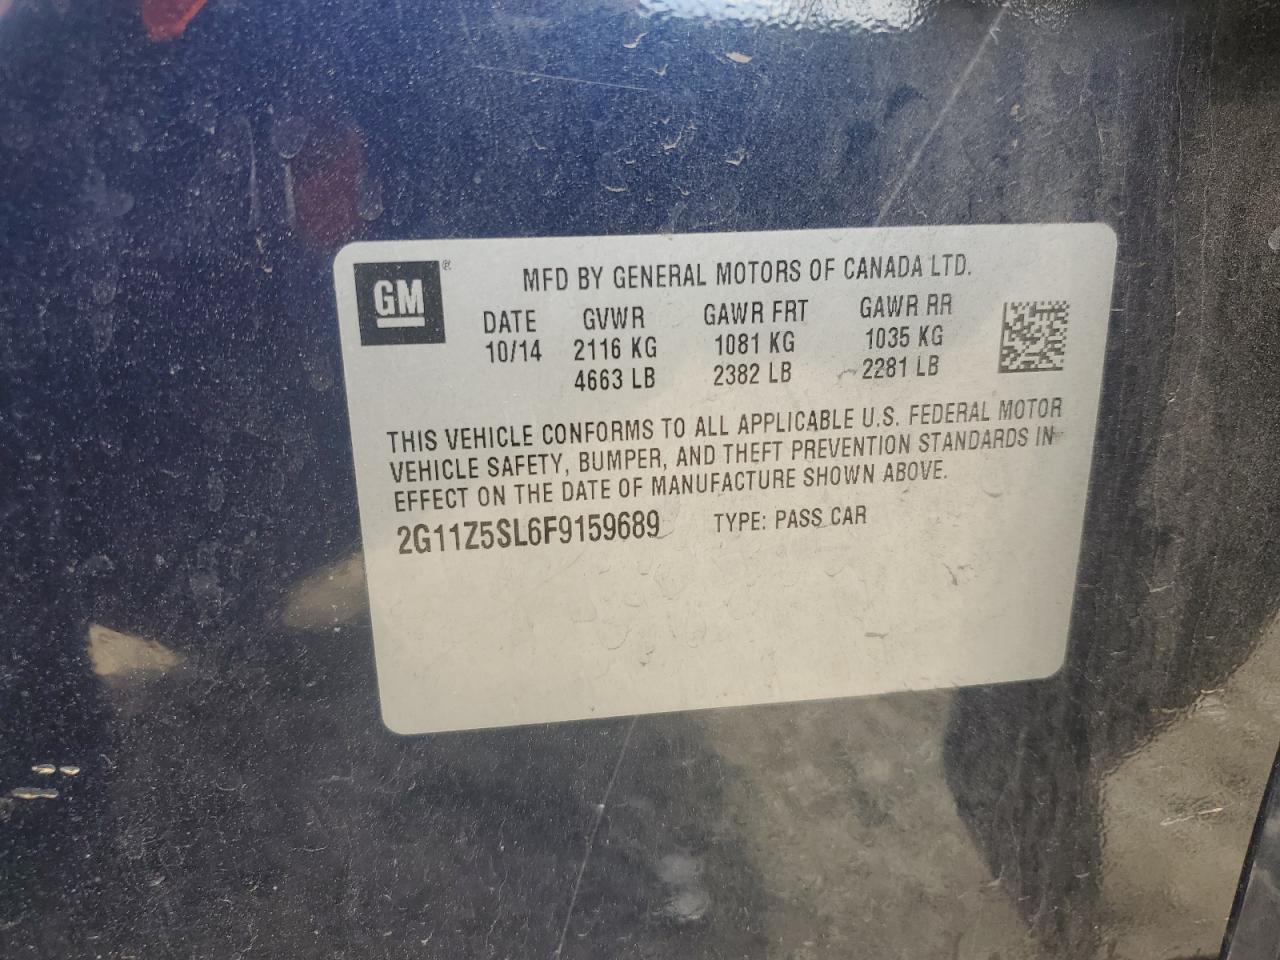 GM®
MFD BY GENERAL MOTORS OF CANADA LTD.
DATE GVWR GAWR FRT GAWR RR
10/14 2116 KG 1081 KG 1035 KG
4663 LB 2382 LB 2281 LB
THIS VEHICLE CONFORMS TO ALL APPLICABLE U.S. FEDERAL MOTOR
VEHICLE SAFETY, BUMPER, AND THEFT PREVENTION STANDARDS IN
EFFECT ON THE DATE OF MANUFACTURE SHOWN ABOVE.
2G11Z5SL6F9159689 TYPE: PASS CAR